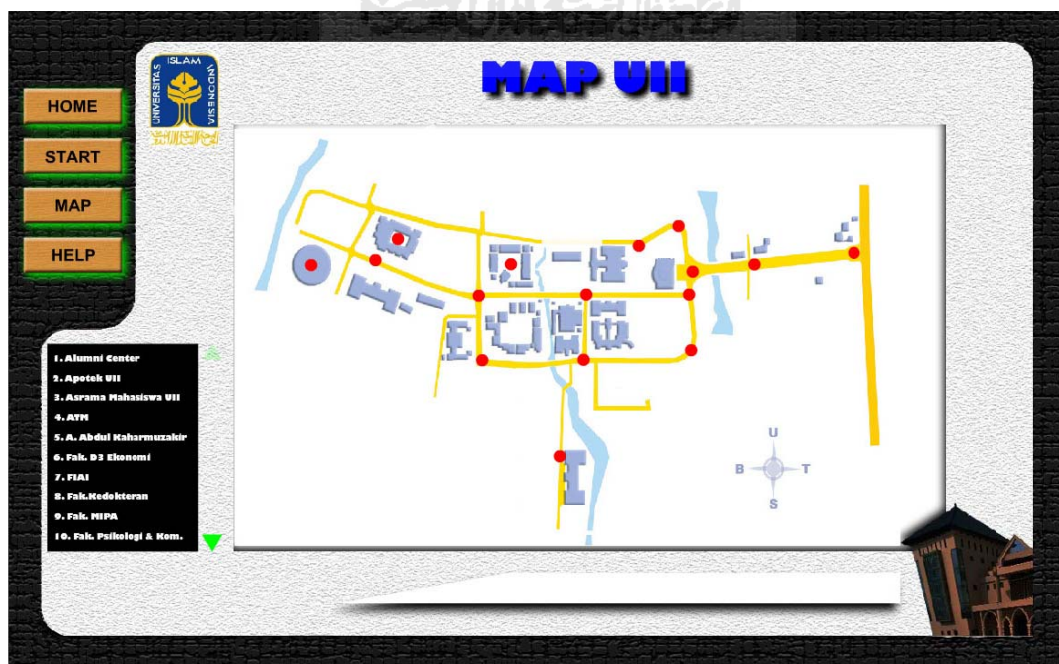 UNIVERSITAS ISLAM INDONESIA
MAP UII
HOME
START
MAP
HELP
1. Alumni Center
2. Apotek UII
3. Asrama Mahasiswa UII
4. ATM
5. A. Abdul Kaharmuzakir
6. Fak. D3 Ekonomi
7. FIAI
8. Fak.Kedokteran
9. Fak. MIPA
10. Fak. Psikologi & Kom.
U
B T
S